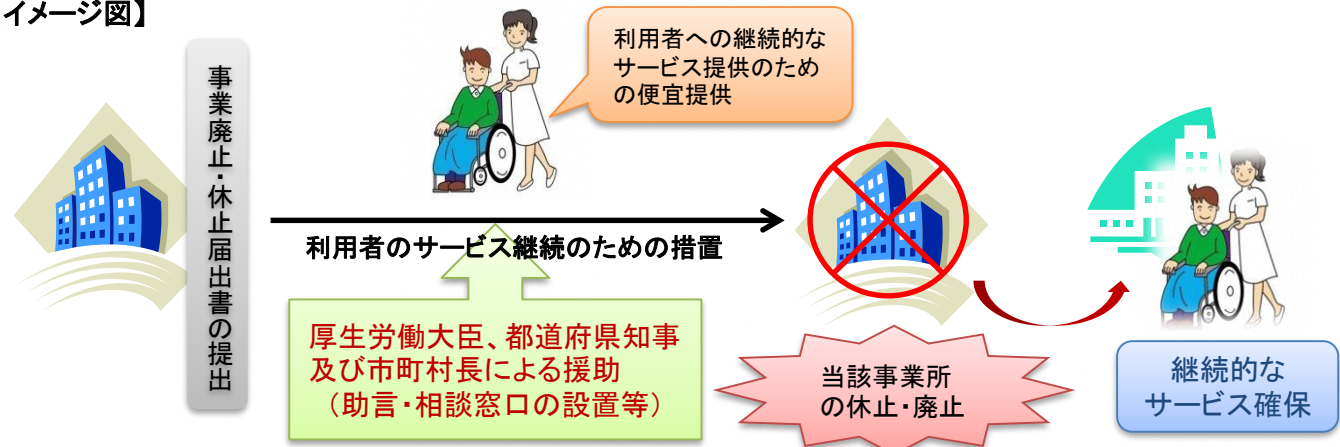 イメージ図】
事業廃止・休止届出書の提出
利用者への継続的な
サービス提供のため
の便宜提供
利用者のサービス継続のための措置
厚生労働大臣、都道府県知事
及び市町村長による援助
（助言・相談窓口の設置等）
当該事業所
の休止・廃止
継続的な
サービス確保